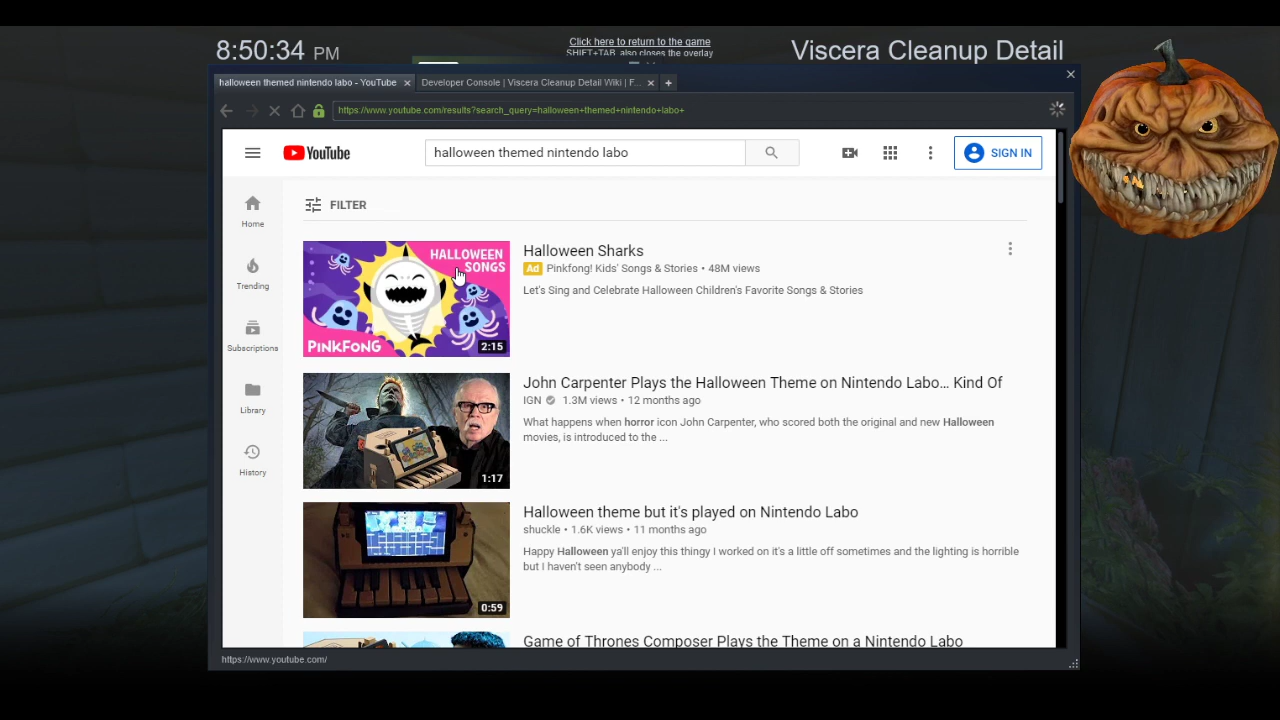 8:50:34 PM
Click here to return to the game
SHIFT+TAB also closes the overlay
Viscera Cleanup Detail
halloween themed nintendo labo - YouTube
Developer Console | Viscera Cleanup Detail Wiki | F...
https://www.youtube.com/results?search_query=halloween+themed+nintendo+labo+
YouTube
halloween themed nintendo labo
SIGN IN
Home
Trending
Subscriptions
Library
History
FILTER
HALLOWEEN
SONGS
PINKFONG
2:15
Halloween Sharks
Ad Pinkfong! Kids' Songs & Stories • 48M views
Let's Sing and Celebrate Halloween Children's Favorite Songs & Stories
1:17
John Carpenter Plays the Halloween Theme on Nintendo Labo... Kind Of
IGN 1.3M views • 12 months ago
What happens when horror icon John Carpenter, who scored both the original and new Halloween
movies, is introduced to the ...
0:59
Halloween theme but it's played on Nintendo Labo
shuckle • 1.6K views • 11 months ago
Happy Halloween ya'll enjoy this thingy I worked on it's a little off sometimes and the lighting is horrible
but I haven't seen anybody ...
Game of Thrones Composer Plays the Theme on a Nintendo Labo
https://www.youtube.com/